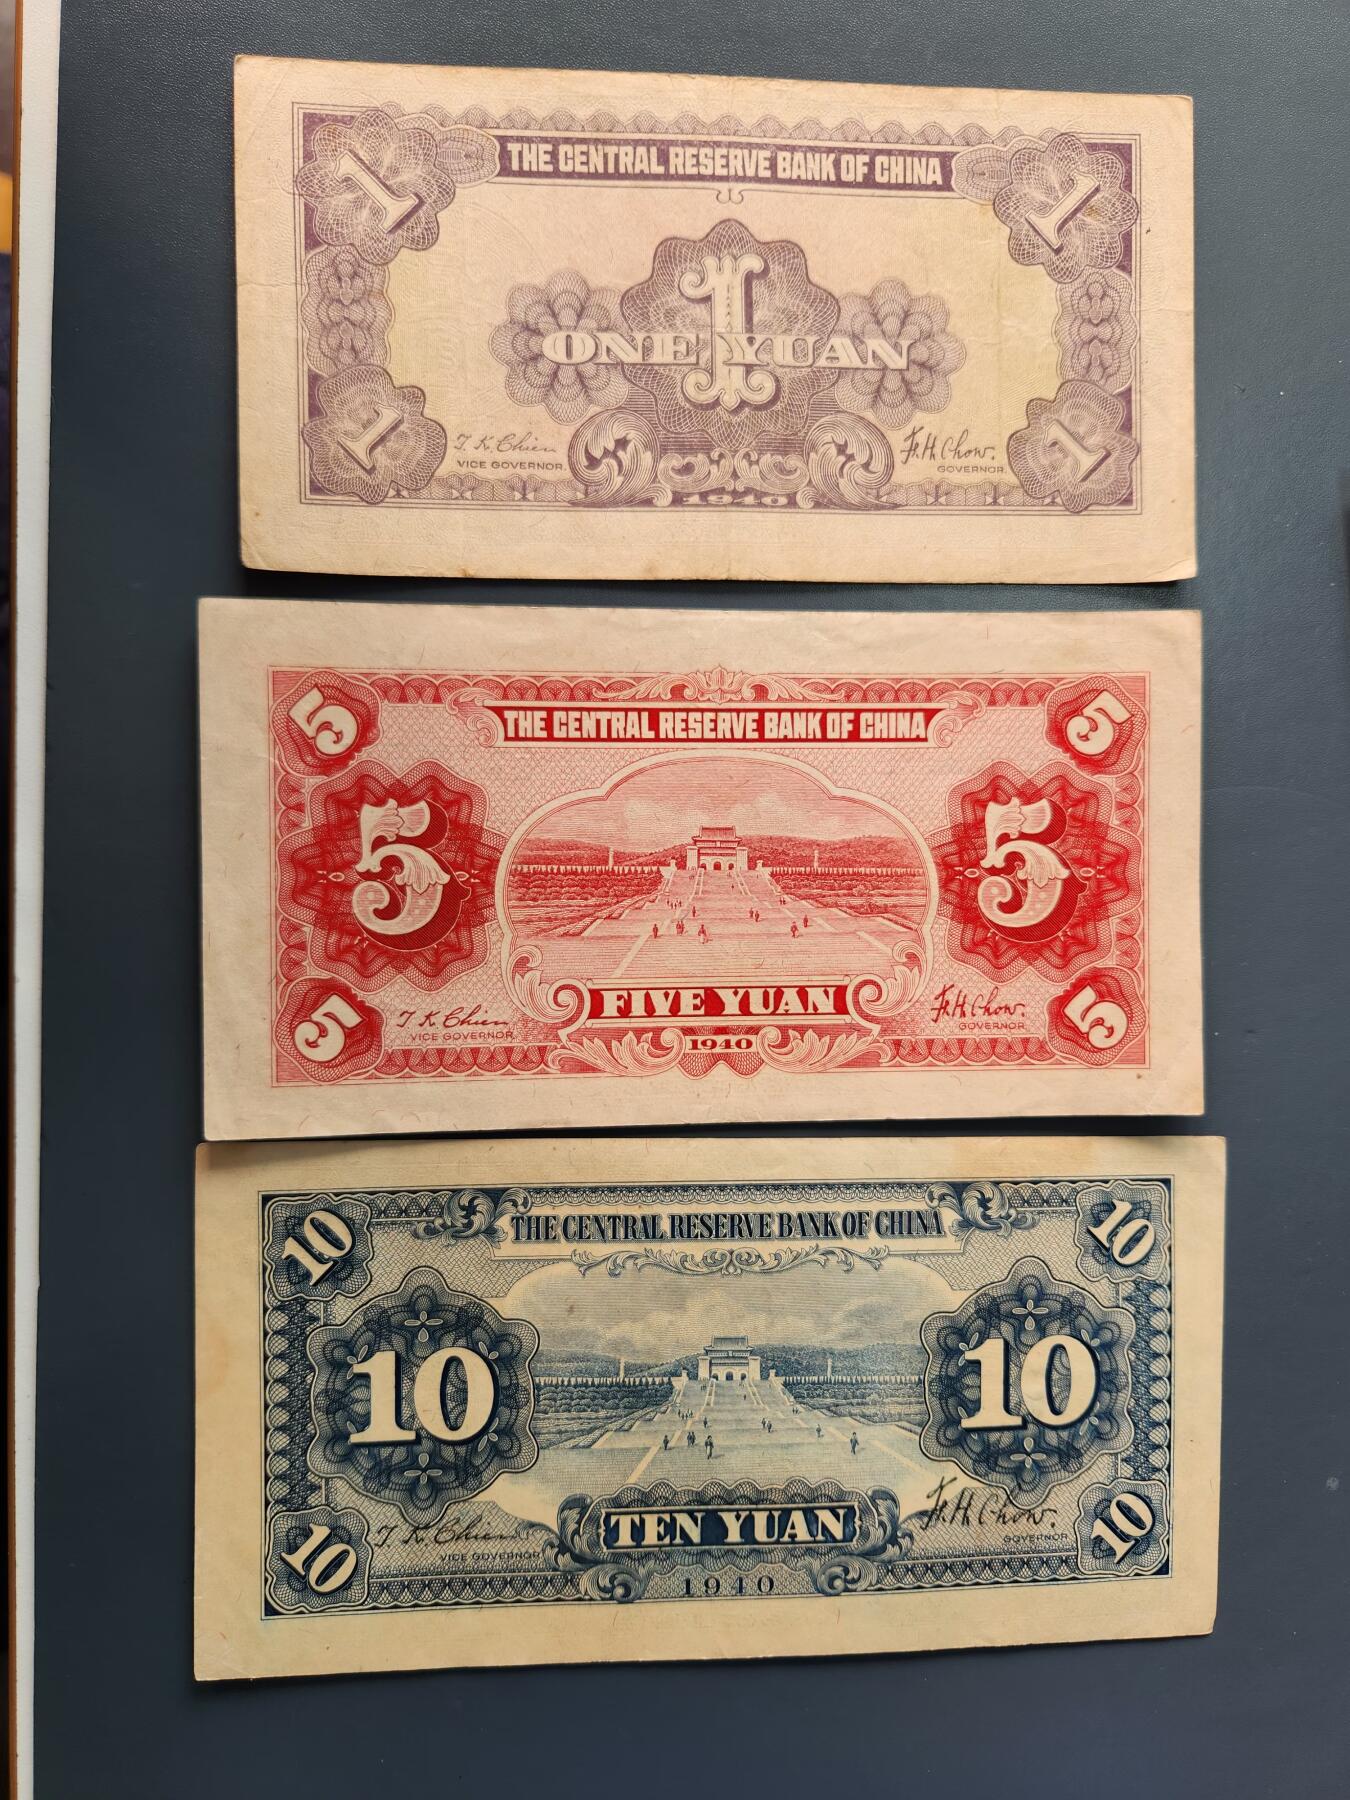 1 THE CENTRAL RESERVE BANK OF CHINA 1
1
ONE YUAN
1 T. K. Chien F. H. Chow. 1
VICE GOVERNOR. GOVERNOR.
1940
5 THE CENTRAL RESERVE BANK OF CHINA 5
5 5
FIVE YUAN
5 T. K. Chien F. H. Chow. 5
VICE GOVERNOR. GOVERNOR.
1940
10 THE CENTRAL RESERVE BANK OF CHINA 10
10 10
10 T. K. Chien TEN YUAN F. H. Chow. 10
VICE GOVERNOR GOVERNOR
1940